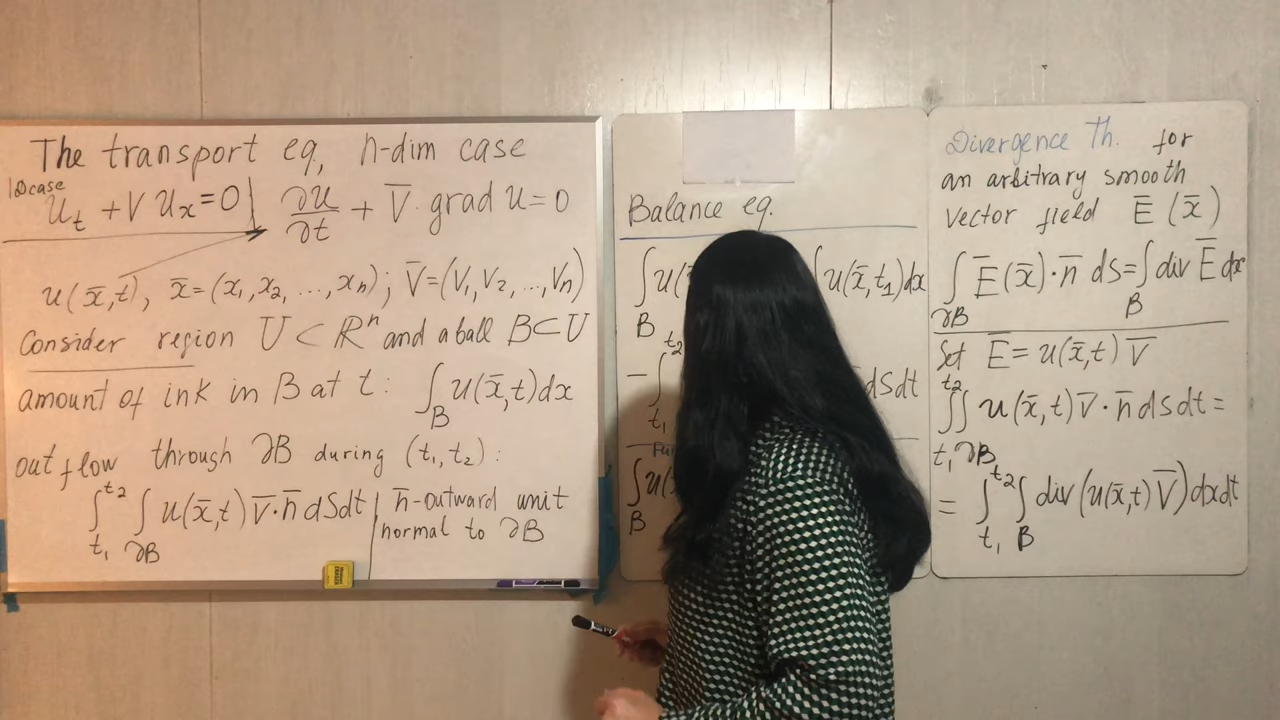 The transport eq, n-dim case
1Dcase
u_t + V u_x = 0 | ∂u/∂t + V̄ · grad u = 0
u(x̄,t), x̄=(x₁,x₂,...,xₙ); V̄=(V₁,V₂,...,Vₙ)
Consider region U ⊂ ℝⁿ and a ball B⊂U
amount of ink in B at t: ∫_B u(x̄,t)dx
outflow through ∂B during (t₁,t₂):
∫_{t₁}^{t₂} ∫_{∂B} u(x̄,t) V̄·n̄ dSdt | n̄-outward unit
normal to ∂B
Balance eq.
∫_B u( ∫ u(x̄,t₁)dx
- ∫_{t₁}^{t₂} dSdt
∫_B u(
Divergence Th. for
an arbitrary smooth
vector field Ē(x̄)
∫_{∂B} Ē(x̄)·n̄ ds=∫_B div Ē dx
Set Ē = u(x̄,t) V̄
∫_{t₁}^{t₂}∫_{∂B} u(x̄,t) V̄·n̄ dsdt =
= ∫_{t₁}^{t₂} ∫_B div(u(x̄,t) V̄)dxdt